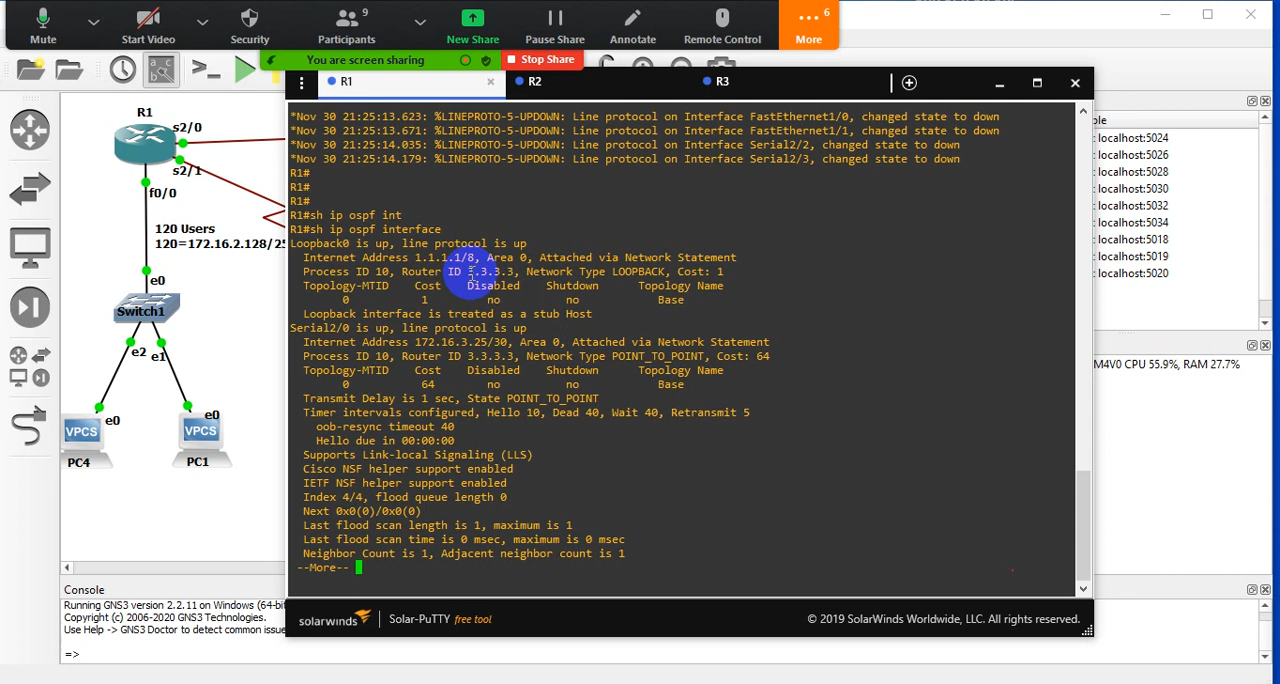 9
6
Mute
Start Video
Security
Participants
New Share
Pause Share
Annotate
Remote Control
More
You are screen sharing
Stop Share
R1
R2
R3
R1
s2/0
s2/1
f0/0
120 Users
120=172.16.2.128/25
e0
Switch1
e2
e1
e0
e0
VPCS
VPCS
PC4
PC1
*Nov 30 21:25:13.623: %LINEPROTO-5-UPDOWN: Line protocol on Interface FastEthernet1/0, changed state to down
*Nov 30 21:25:13.671: %LINEPROTO-5-UPDOWN: Line protocol on Interface FastEthernet1/1, changed state to down
*Nov 30 21:25:14.035: %LINEPROTO-5-UPDOWN: Line protocol on Interface Serial2/2, changed state to down
*Nov 30 21:25:14.179: %LINEPROTO-5-UPDOWN: Line protocol on Interface Serial2/3, changed state to down
R1#
R1#
R1#
R1#sh ip ospf int
R1#sh ip ospf interface
Loopback0 is up, line protocol is up
Internet Address 1.1.1.1/8, Area 0, Attached via Network Statement
Process ID 10, Router ID 3.3.3.3, Network Type LOOPBACK, Cost: 1
Topology-MTID Cost Disabled Shutdown Topology Name
0 1 no no Base
Loopback interface is treated as a stub Host
Serial2/0 is up, line protocol is up
Internet Address 172.16.3.25/30, Area 0, Attached via Network Statement
Process ID 10, Router ID 3.3.3.3, Network Type POINT_TO_POINT, Cost: 64
Topology-MTID Cost Disabled Shutdown Topology Name
0 64 no no Base
Transmit Delay is 1 sec, State POINT_TO_POINT
Timer intervals configured, Hello 10, Dead 40, Wait 40, Retransmit 5
oob-resync timeout 40
Hello due in 00:00:00
Supports Link-local Signaling (LLS)
Cisco NSF helper support enabled
IETF NSF helper support enabled
Index 4/4, flood queue length 0
Next 0x0(0)/0x0(0)
Last flood scan length is 1, maximum is 1
Last flood scan time is 0 msec, maximum is 0 msec
Neighbor Count is 1, Adjacent neighbor count is 1
--More--
solarwinds
Solar-PuTTY free tool
© 2019 SolarWinds Worldwide, LLC. All rights reserved.
localhost:5024
localhost:5026
localhost:5028
localhost:5030
localhost:5032
localhost:5034
localhost:5018
localhost:5019
localhost:5020
M4V0 CPU 55.9%, RAM 27.7%
Console
Running GNS3 version 2.2.11 on Windows (64-bi
Copyright (c) 2006-2020 GNS3 Technologies.
Use Help -> GNS3 Doctor to detect common issue
=>